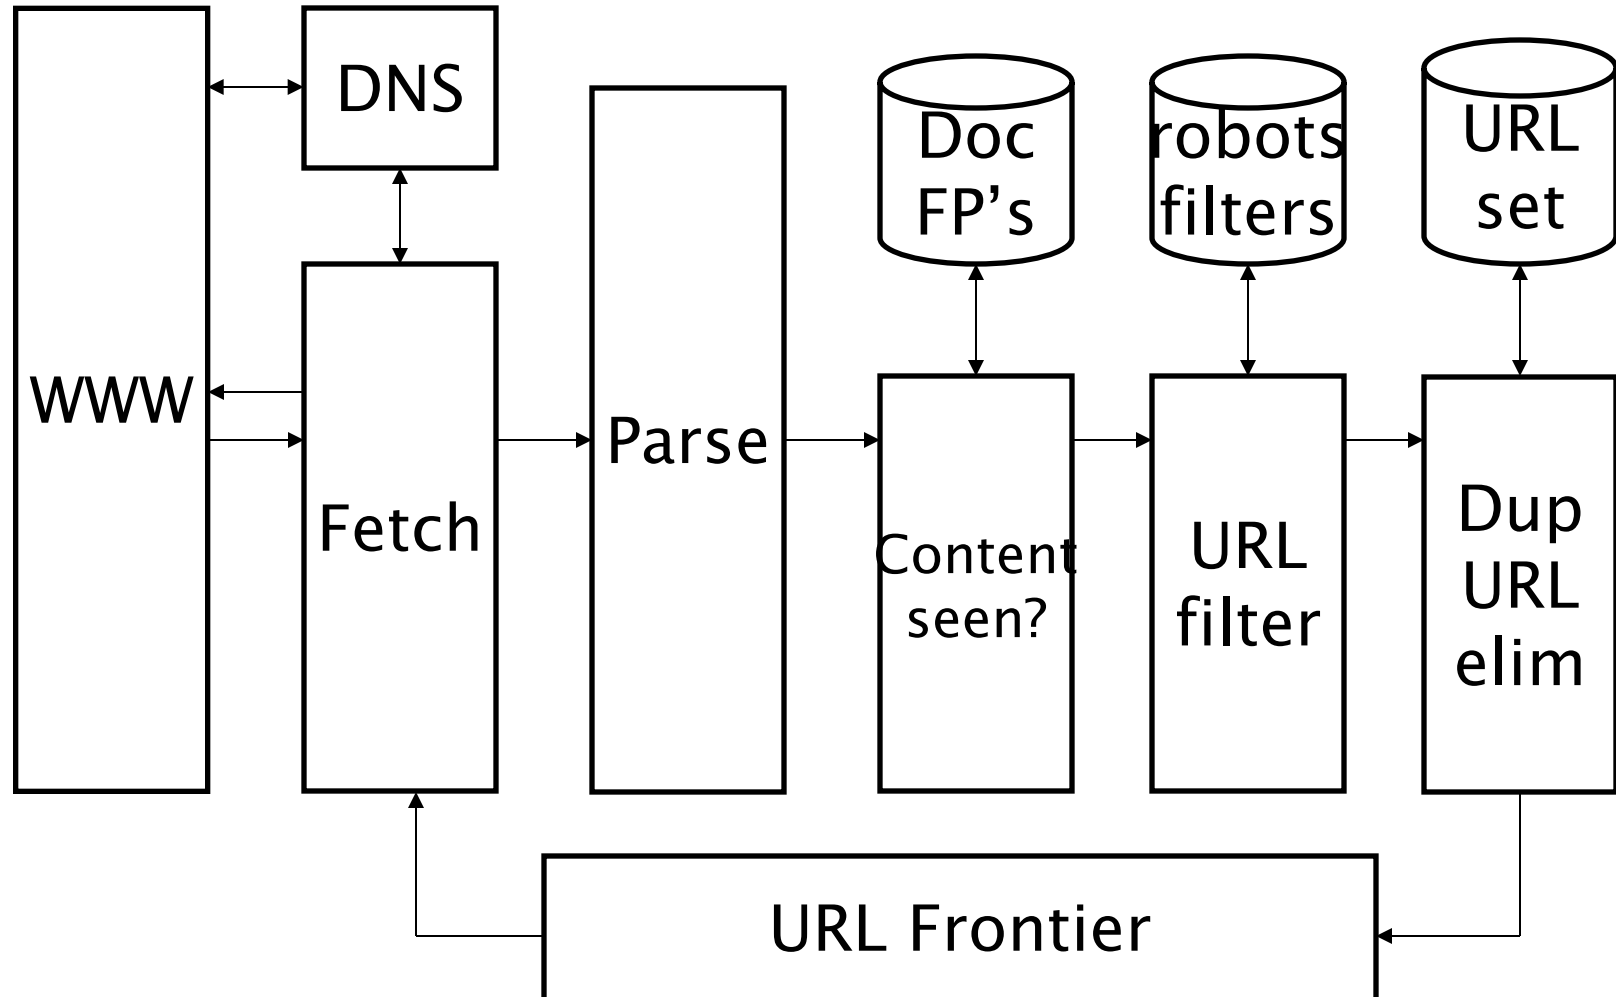 DNS
Doc
FP’s
robots
filters
URL
set
WWW
Fetch
Parse
Content
seen?
URL
filter
Dup
URL
elim
URL Frontier